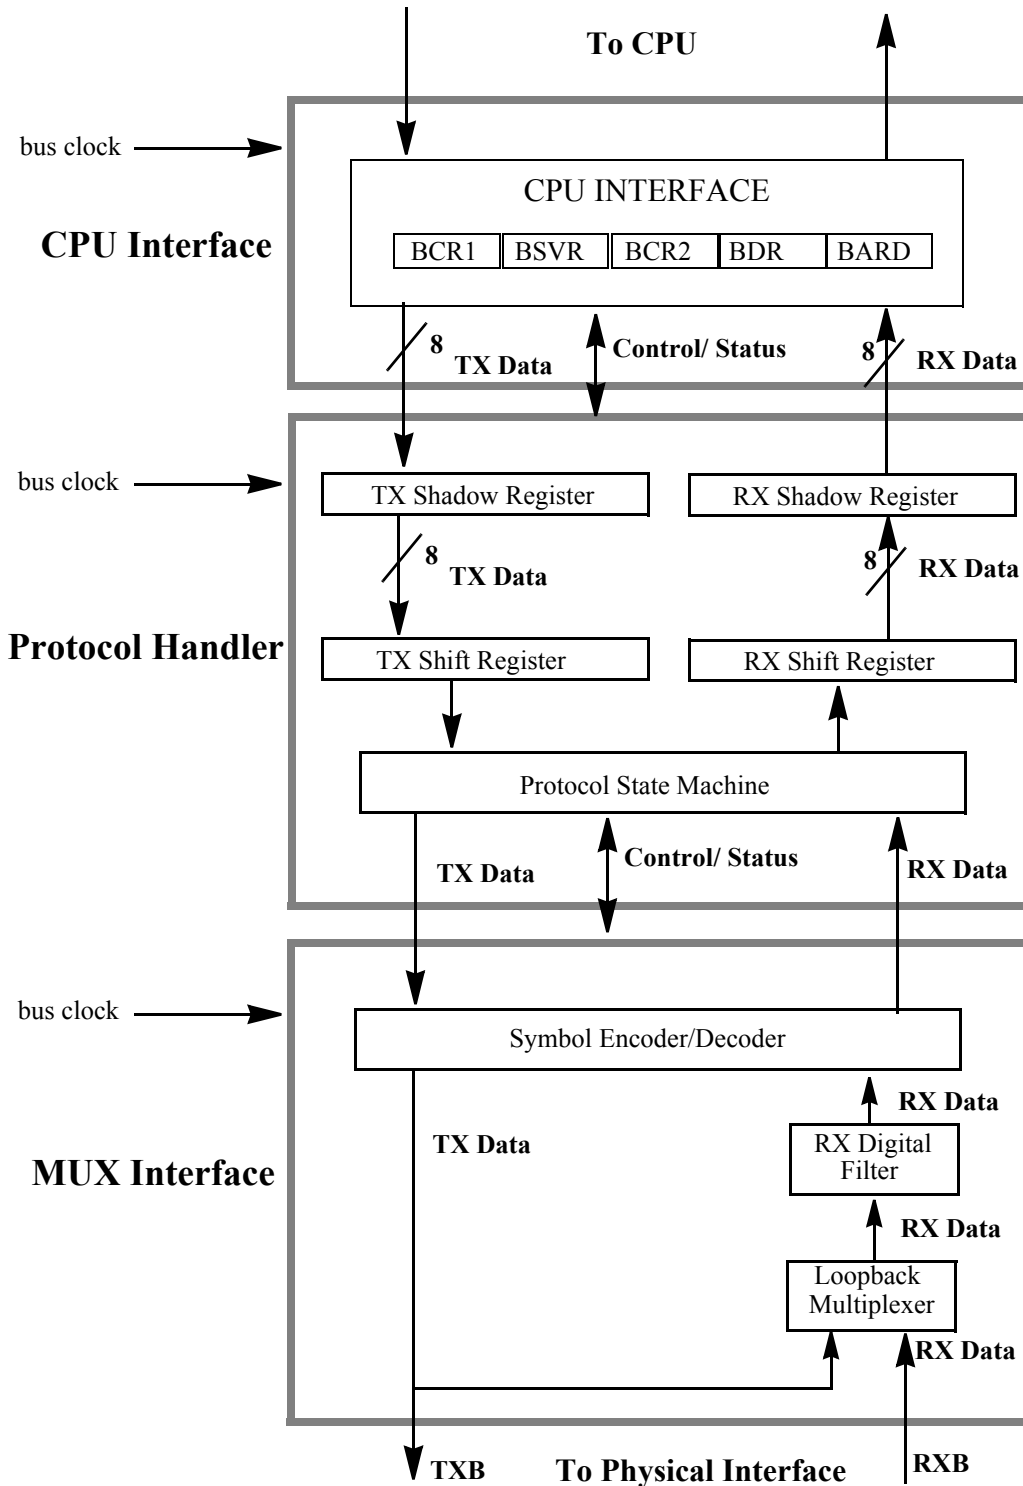 To CPU
bus clock
CPU INTERFACE
CPU Interface
BCR1 BSVR BCR2 BDR BARD
8
TX Data
Control/ Status
8
RX Data
bus clock
TX Shadow Register
RX Shadow Register
8
TX Data
8
RX Data
Protocol Handler
TX Shift Register
RX Shift Register
Protocol State Machine
TX Data
Control/ Status
RX Data
bus clock
Symbol Encoder/Decoder
RX Data
TX Data
RX Digital
Filter
MUX Interface
RX Data
Loopback
Multiplexer
RX Data
TXB
To Physical Interface
RXB